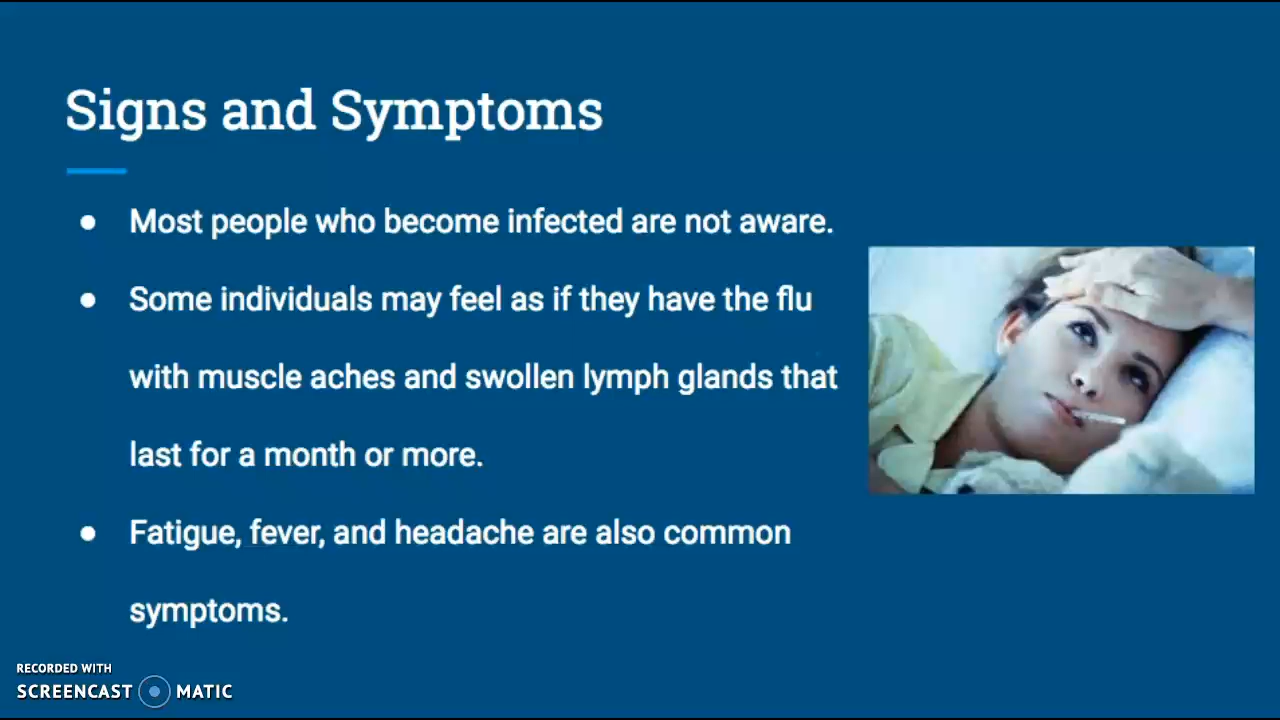 Signs and Symptoms
● Most people who become infected are not aware.
● Some individuals may feel as if they have the flu
with muscle aches and swollen lymph glands that
last for a month or more.
● Fatigue, fever, and headache are also common
symptoms.
RECORDED WITH
SCREENCAST MATIC